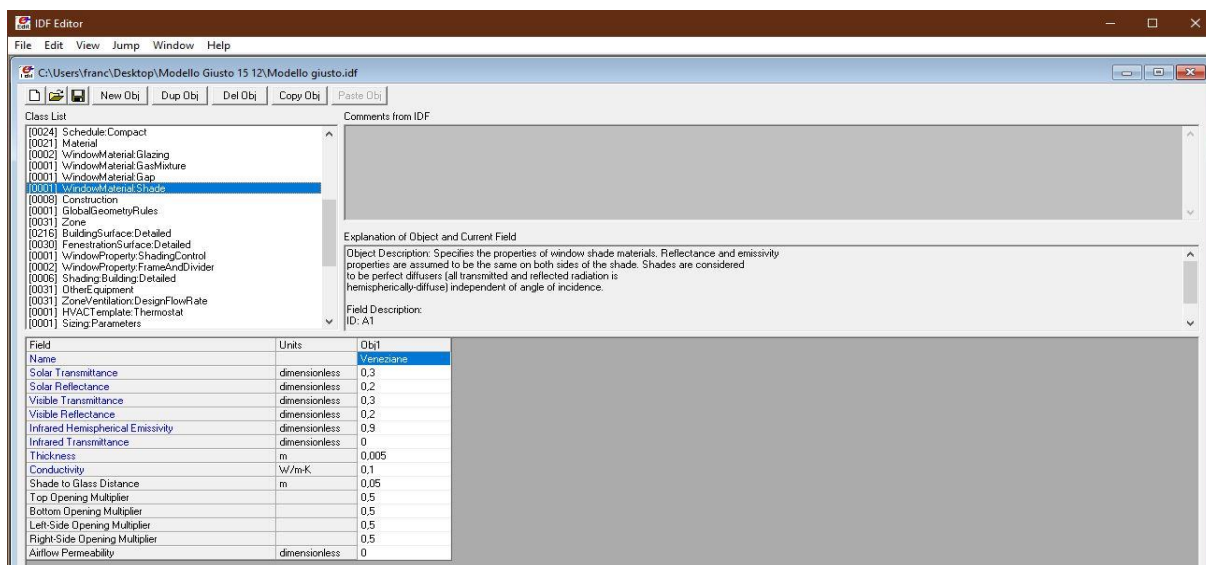 IDF Editor
File Edit View Jump Window Help
C:\Users\franc\Desktop\Modello Giusto 15 12\Modello giusto.idf
New Obj Dup Obj Del Obj Copy Obj Paste Obj
Class List
[0024] Schedule:Compact
[0021] Material
[0002] WindowMaterial:Glazing
[0001] WindowMaterial:GasMixture
[0001] WindowMaterial:Gap
[0001] WindowMaterial:Shade
[0008] Construction
[0001] GlobalGeometryRules
[0031] Zone
[0216] BuildingSurface:Detailed
[0030] FenestrationSurface:Detailed
[0001] WindowProperty:ShadingControl
[0002] WindowProperty:FrameAndDivider
[0006] Shading:Building:Detailed
[0031] OtherEquipment
[0031] ZoneVentilation:DesignFlowRate
[0001] HVACTemplate:Thermostat
[0001] Sizing:Parameters
Comments from IDF
Explanation of Object and Current Field
Object Description: Specifies the properties of window shade materials. Reflectance and emissivity
properties are assumed to be the same on both sides of the shade. Shades are considered
to be perfect diffusers (all transmitted and reflected radiation is
hemispherically-diffuse) independent of angle of incidence.
Field Description:
ID: A1
Field Units Obj1
Name Veneziane
Solar Transmittance dimensionless 0,3
Solar Reflectance dimensionless 0,2
Visible Transmittance dimensionless 0,3
Visible Reflectance dimensionless 0,2
Infrared Hemispherical Emissivity dimensionless 0,9
Infrared Transmittance dimensionless 0
Thickness m 0,005
Conductivity W/m-K 0,1
Shade to Glass Distance m 0,05
Top Opening Multiplier 0,5
Bottom Opening Multiplier 0,5
Left-Side Opening Multiplier 0,5
Right-Side Opening Multiplier 0,5
Airflow Permeability dimensionless 0